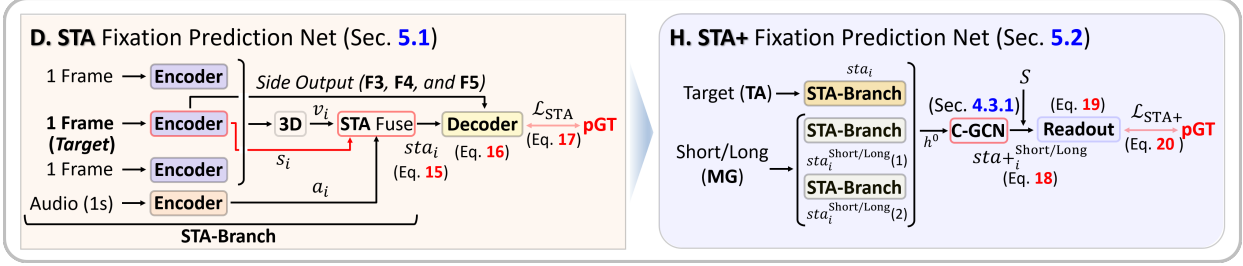 D. STA Fixation Prediction Net (Sec. 5.1)
1 Frame
Encoder
Side Output (F3, F4, and F5)
1 Frame
(Target)
Encoder
3D
v_i
STA Fuse
Decoder
ℒ_STA
pGT
s_i
sta_i
(Eq. 15)
(Eq. 16)
(Eq. 17)
1 Frame
Encoder
a_i
Audio (1s)
Encoder
STA-Branch
H. STA+ Fixation Prediction Net (Sec. 5.2)
sta_i
Target (TA)
STA-Branch
S
(Sec. 4.3.1)
(Eq. 19)
ℒ_STA+
Short/Long
(MG)
STA-Branch
sta_i^Short/Long(1)
STA-Branch
sta_i^Short/Long(2)
h^0
C-GCN
Readout
pGT
(Eq. 20 )
sta+_i^Short/Long
(Eq. 18)